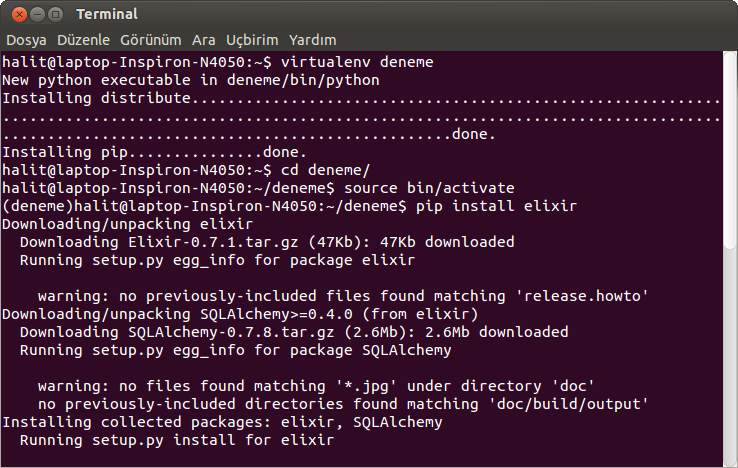 Terminal
Dosya Düzenle Görünüm Ara Uçbirim Yardım
halit@laptop-Inspiron-N4050:~$ virtualenv deneme
New python executable in deneme/bin/python
Installing distribute...........................................................
................................................................................
..................................................done.
Installing pip...............done.
halit@laptop-Inspiron-N4050:~$ cd deneme/
halit@laptop-Inspiron-N4050:~/deneme$ source bin/activate
(deneme)halit@laptop-Inspiron-N4050:~/deneme$ pip install elixir
Downloading/unpacking elixir
  Downloading Elixir-0.7.1.tar.gz (47Kb): 47Kb downloaded
  Running setup.py egg_info for package elixir
    warning: no previously-included files found matching 'release.howto'
Downloading/unpacking SQLAlchemy>=0.4.0 (from elixir)
  Downloading SQLAlchemy-0.7.8.tar.gz (2.6Mb): 2.6Mb downloaded
  Running setup.py egg_info for package SQLAlchemy
    warning: no files found matching '*.jpg' under directory 'doc'
    no previously-included directories found matching 'doc/build/output'
Installing collected packages: elixir, SQLAlchemy
  Running setup.py install for elixir